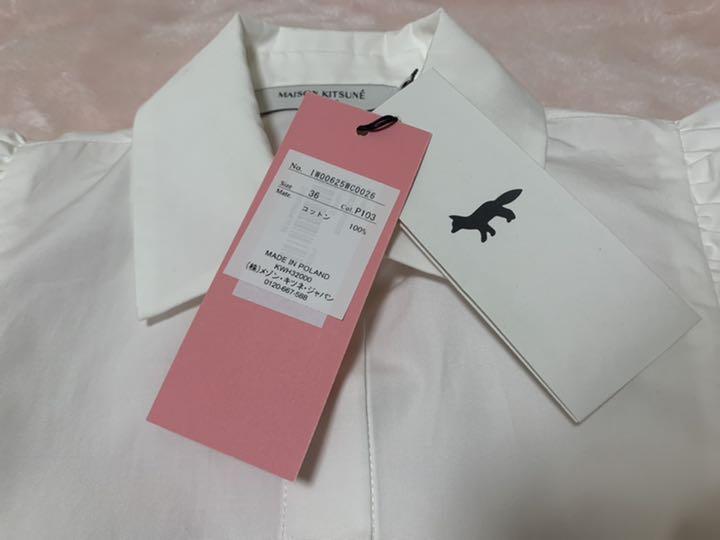 MAISON KITSUNÉ
No. IW00625WC0026
Size 36 Col. P103
Mate. コットン 100%
MADE IN POLAND
KWH32000
(株)メゾン・キツネ・ジャパン
0120-667-588